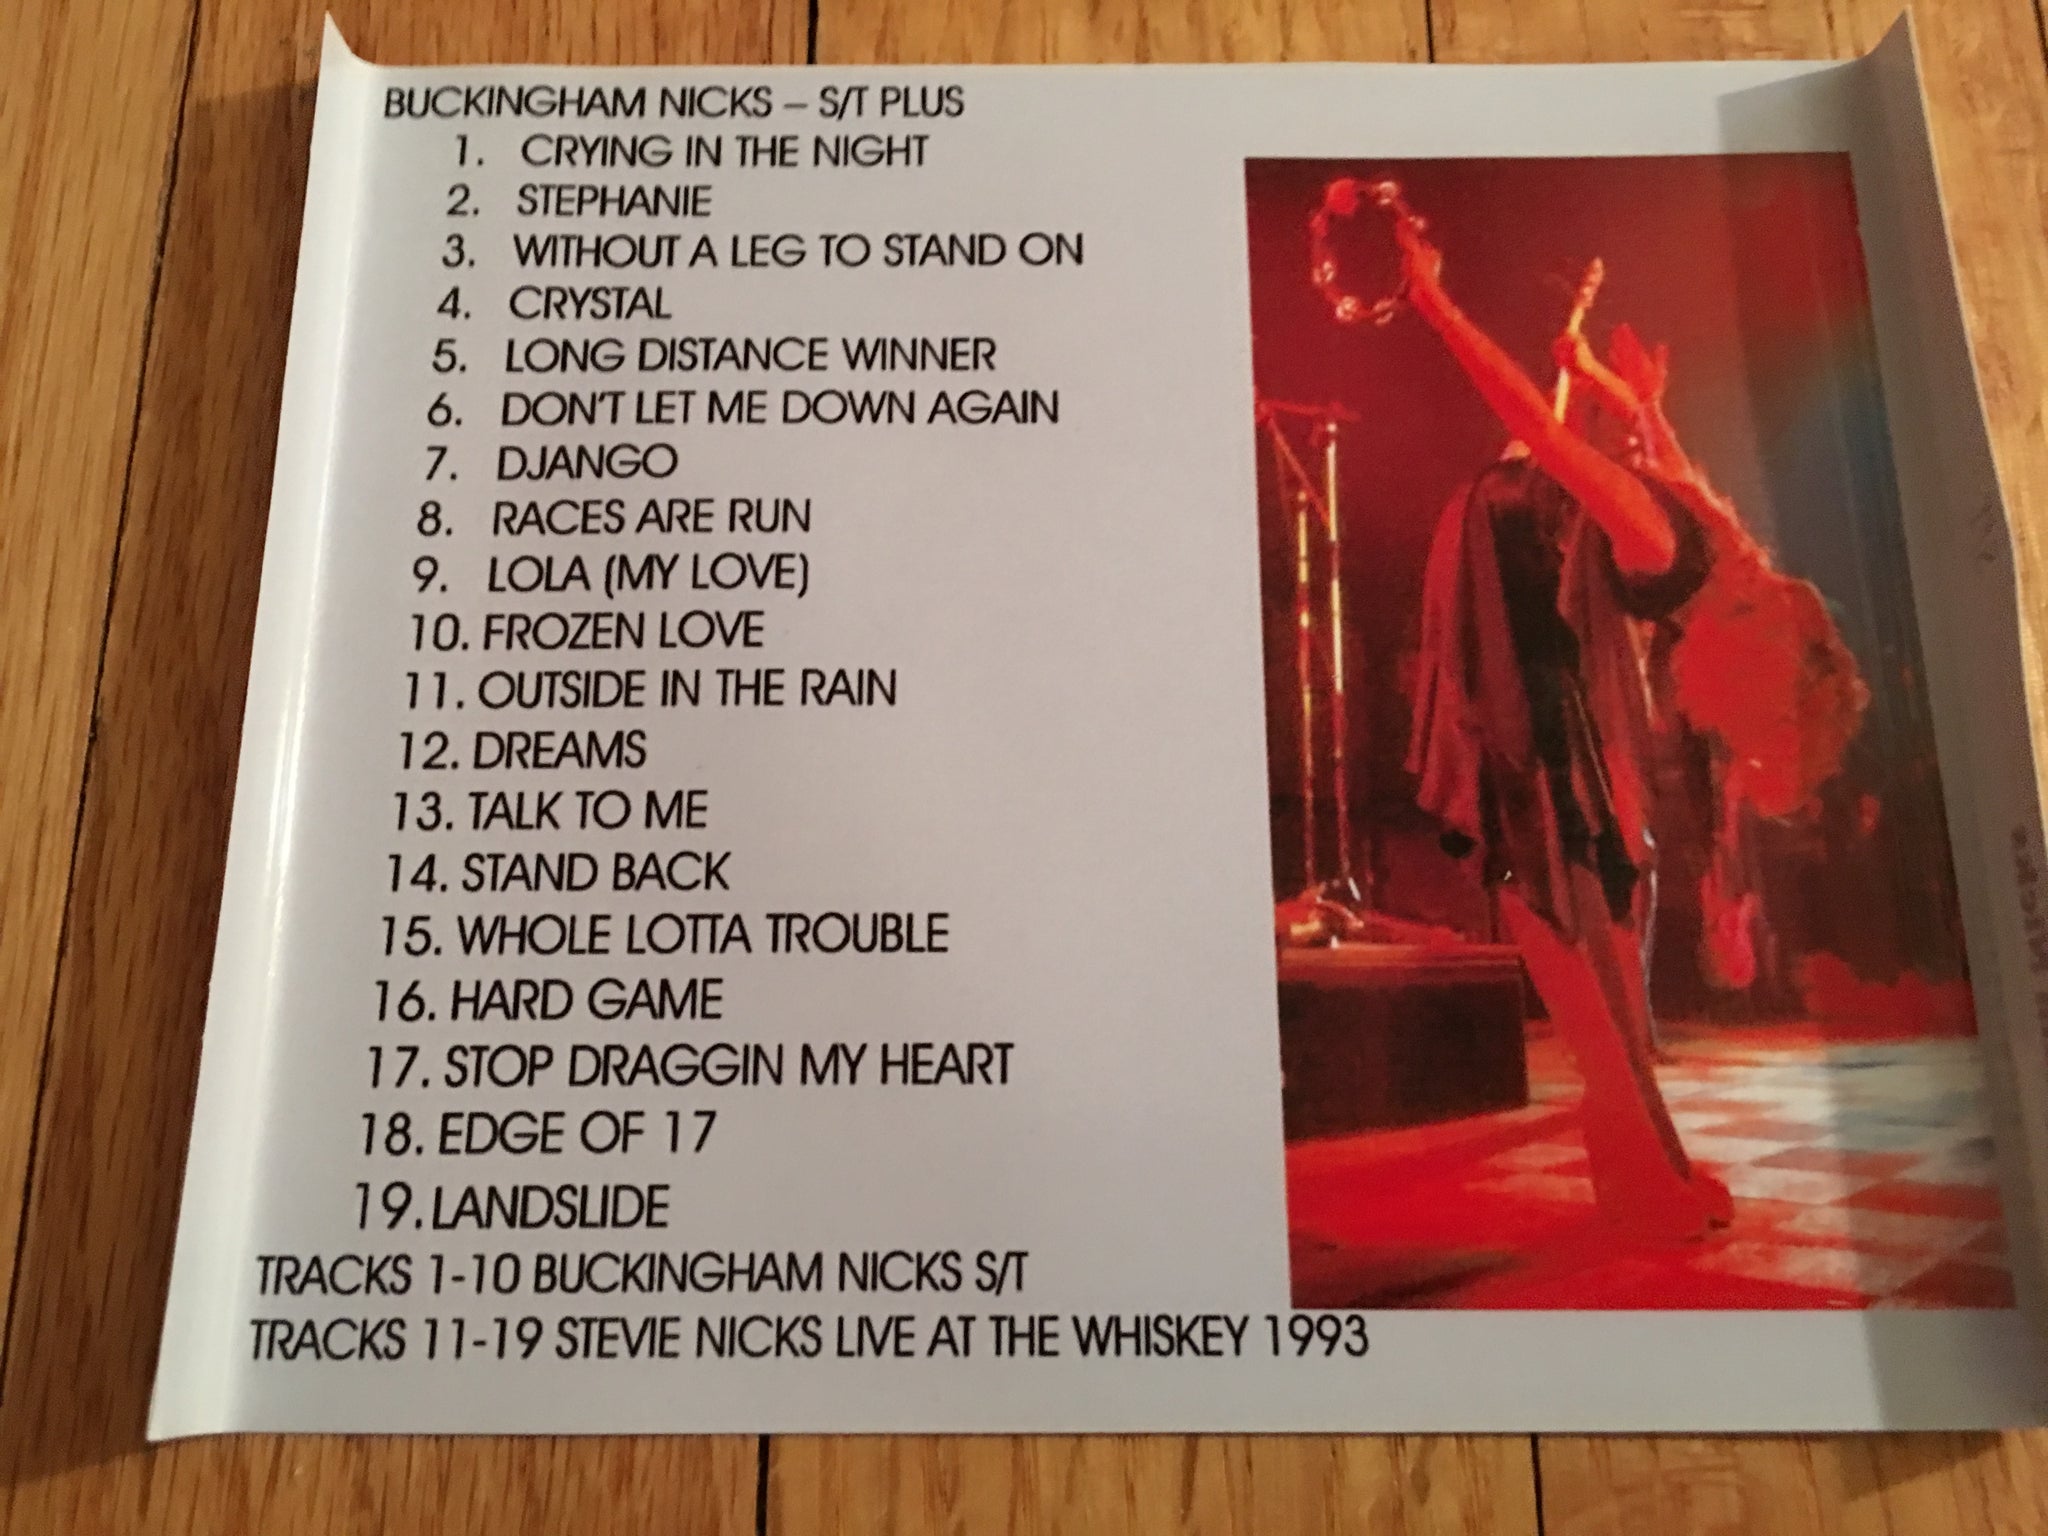 BUCKINGHAM NICKS – S/T PLUS
1. CRYING IN THE NIGHT
2. STEPHANIE
3. WITHOUT A LEG TO STAND ON
4. CRYSTAL
5. LONG DISTANCE WINNER
6. DON'T LET ME DOWN AGAIN
7. DJANGO
8. RACES ARE RUN
9. LOLA (MY LOVE)
10. FROZEN LOVE
11. OUTSIDE IN THE RAIN
12. DREAMS
13. TALK TO ME
14. STAND BACK
15. WHOLE LOTTA TROUBLE
16. HARD GAME
17. STOP DRAGGIN MY HEART
18. EDGE OF 17
19. LANDSLIDE
TRACKS 1-10 BUCKINGHAM NICKS S/T
TRACKS 11-19 STEVIE NICKS LIVE AT THE WHISKEY 1993